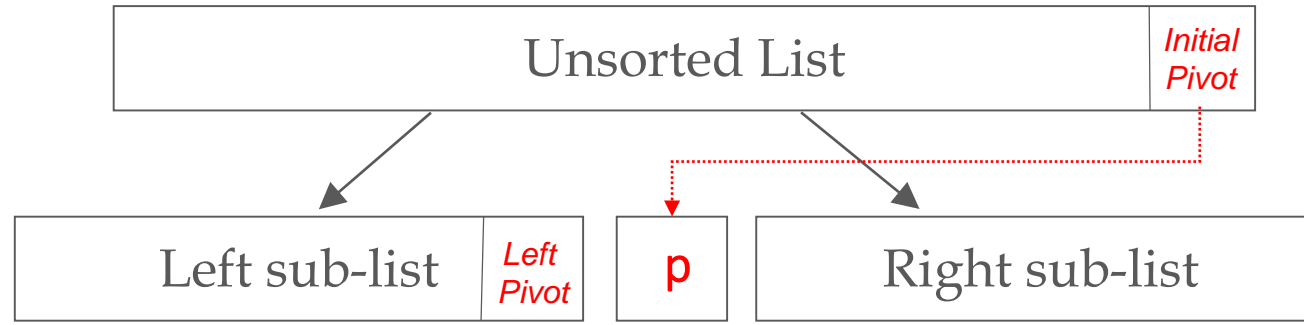 Unsorted List
Initial
Pivot
Left sub-list
Left
Pivot
p
Right sub-list